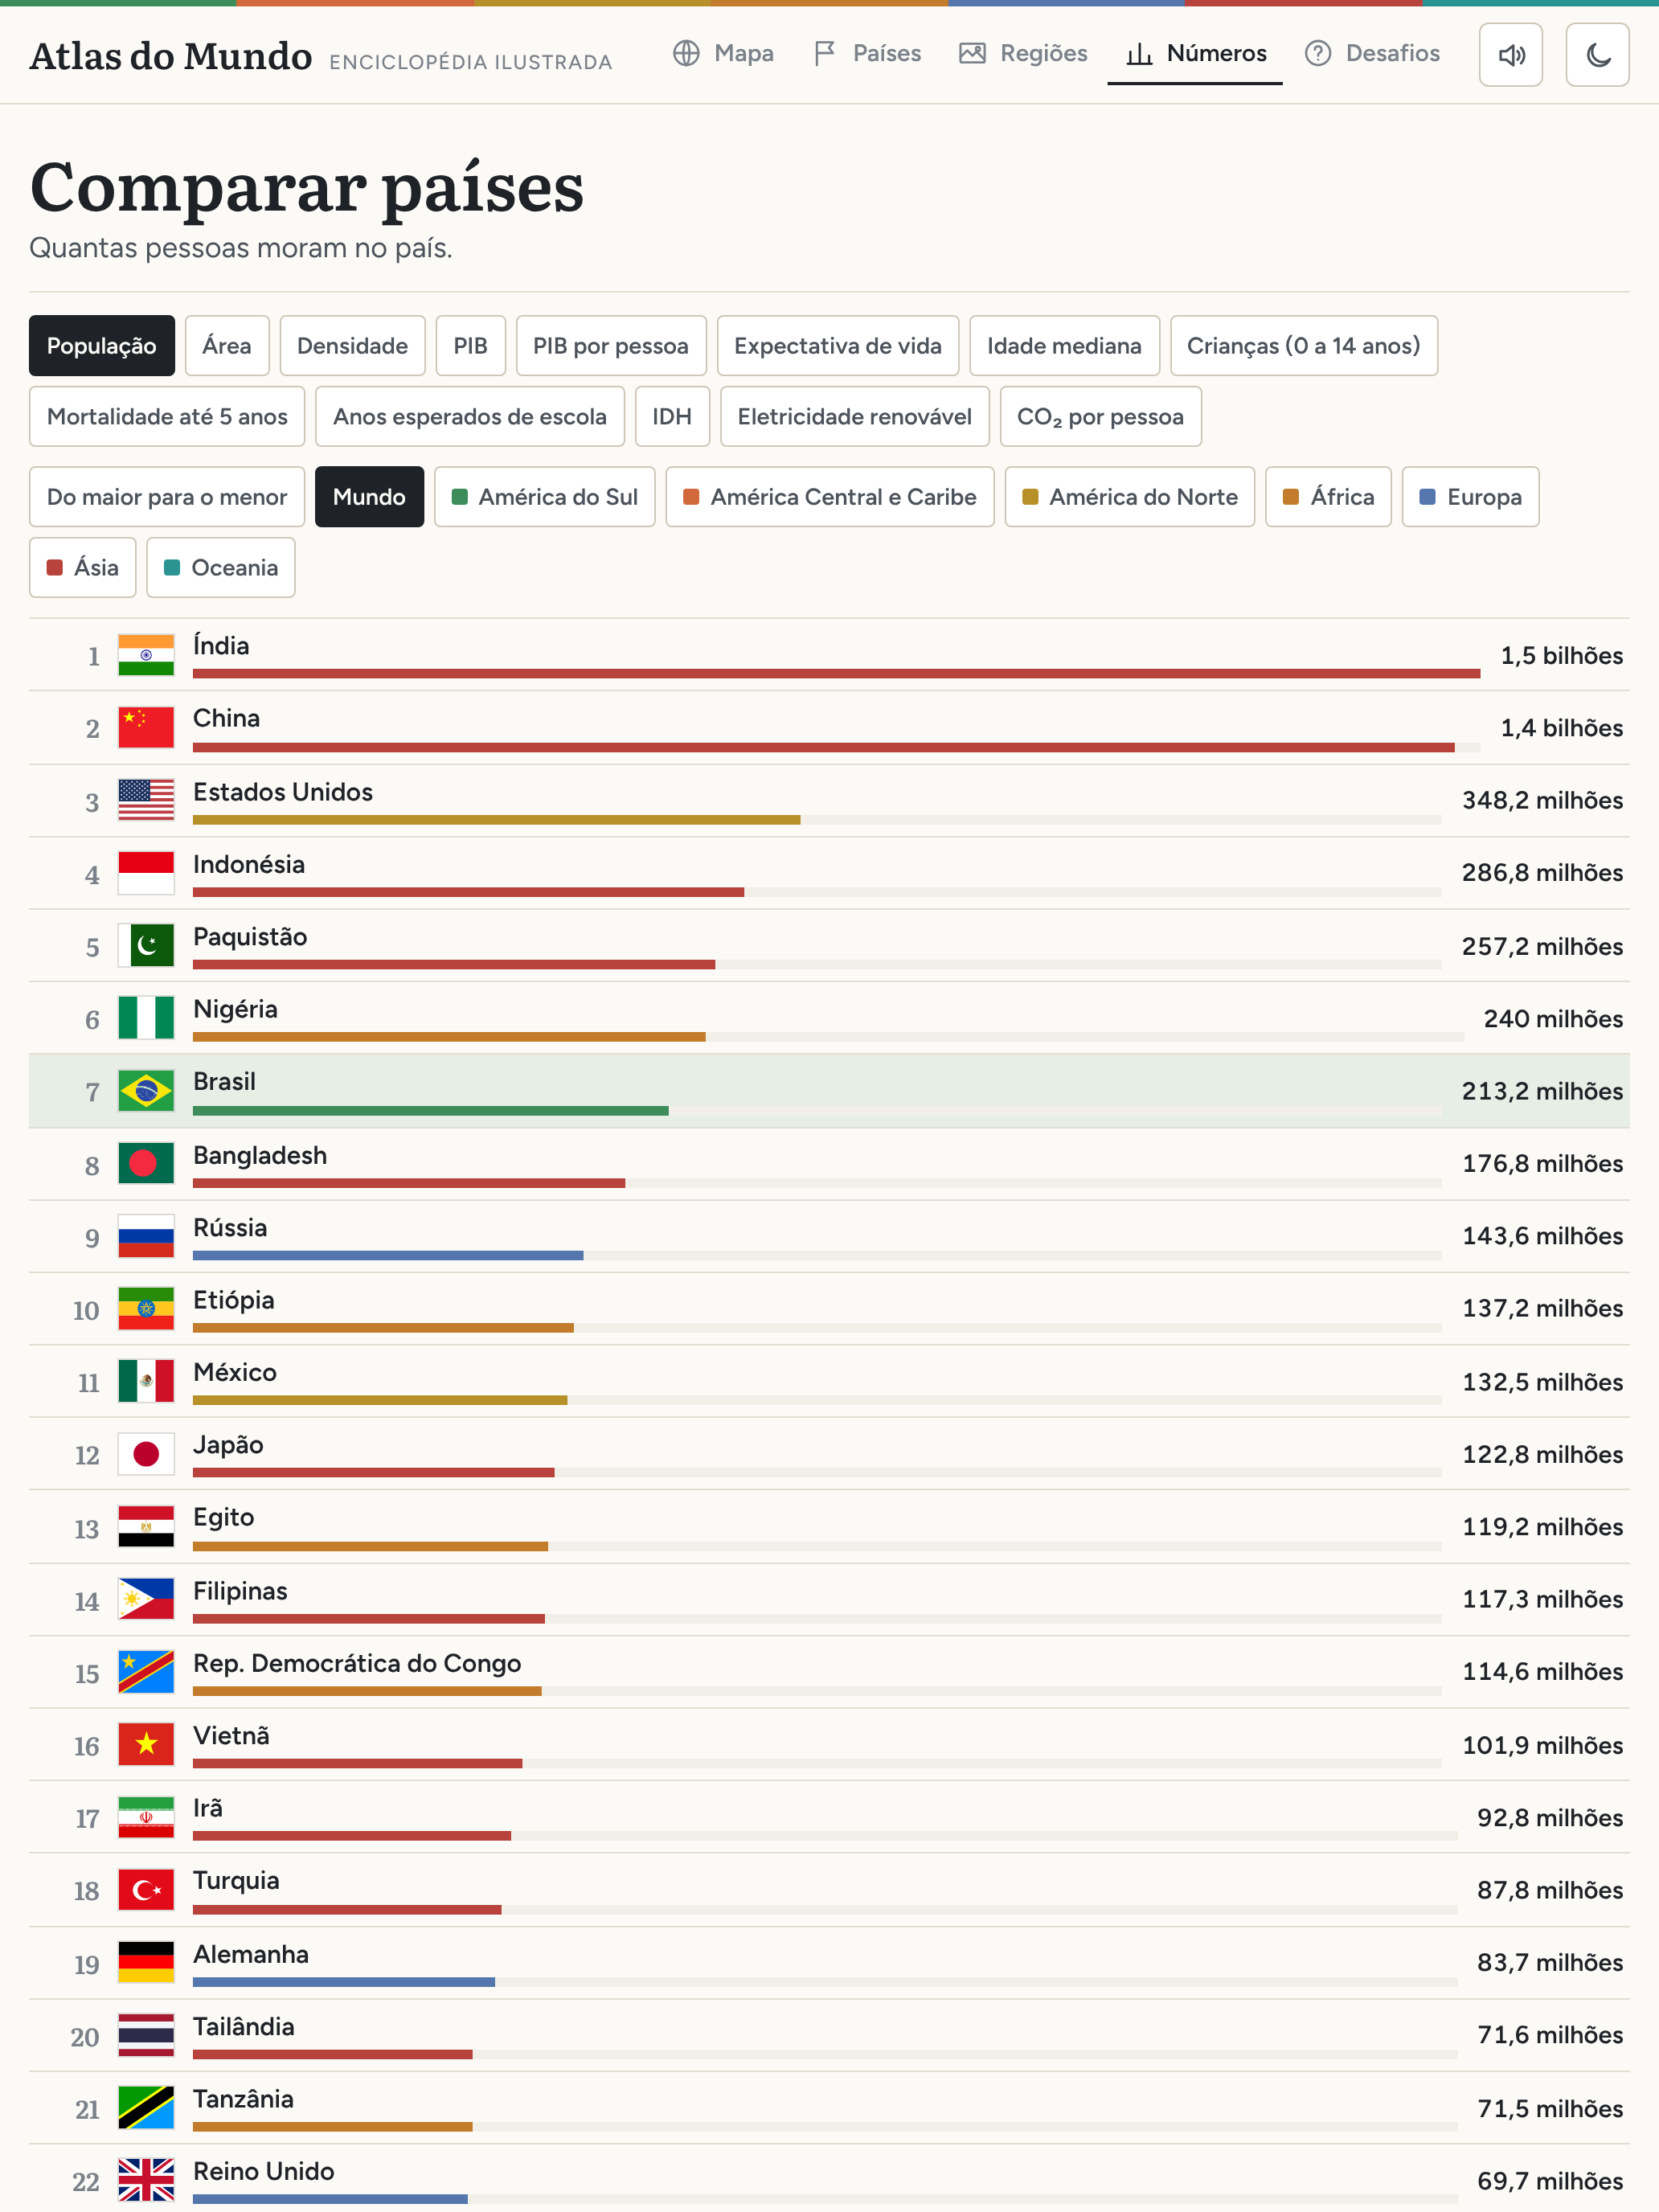 Atlas do Mundo ENCICLOPÉDIA ILUSTRADA Mapa Países Regiões Números Desafios
Comparar países
Quantas pessoas moram no país.
População Área Densidade PIB PIB por pessoa Expectativa de vida Idade mediana Crianças (0 a 14 anos)
Mortalidade até 5 anos Anos esperados de escola IDH Eletricidade renovável CO₂ por pessoa
Do maior para o menor Mundo América do Sul América Central e Caribe América do Norte África Europa
Ásia Oceania
1 Índia 1,5 bilhões
2 China 1,4 bilhões
3 Estados Unidos 348,2 milhões
4 Indonésia 286,8 milhões
5 Paquistão 257,2 milhões
6 Nigéria 240 milhões
7 Brasil 213,2 milhões
8 Bangladesh 176,8 milhões
9 Rússia 143,6 milhões
10 Etiópia 137,2 milhões
11 México 132,5 milhões
12 Japão 122,8 milhões
13 Egito 119,2 milhões
14 Filipinas 117,3 milhões
15 Rep. Democrática do Congo 114,6 milhões
16 Vietnã 101,9 milhões
17 Irã 92,8 milhões
18 Turquia 87,8 milhões
19 Alemanha 83,7 milhões
20 Tailândia 71,6 milhões
21 Tanzânia 71,5 milhões
22 Reino Unido 69,7 milhões